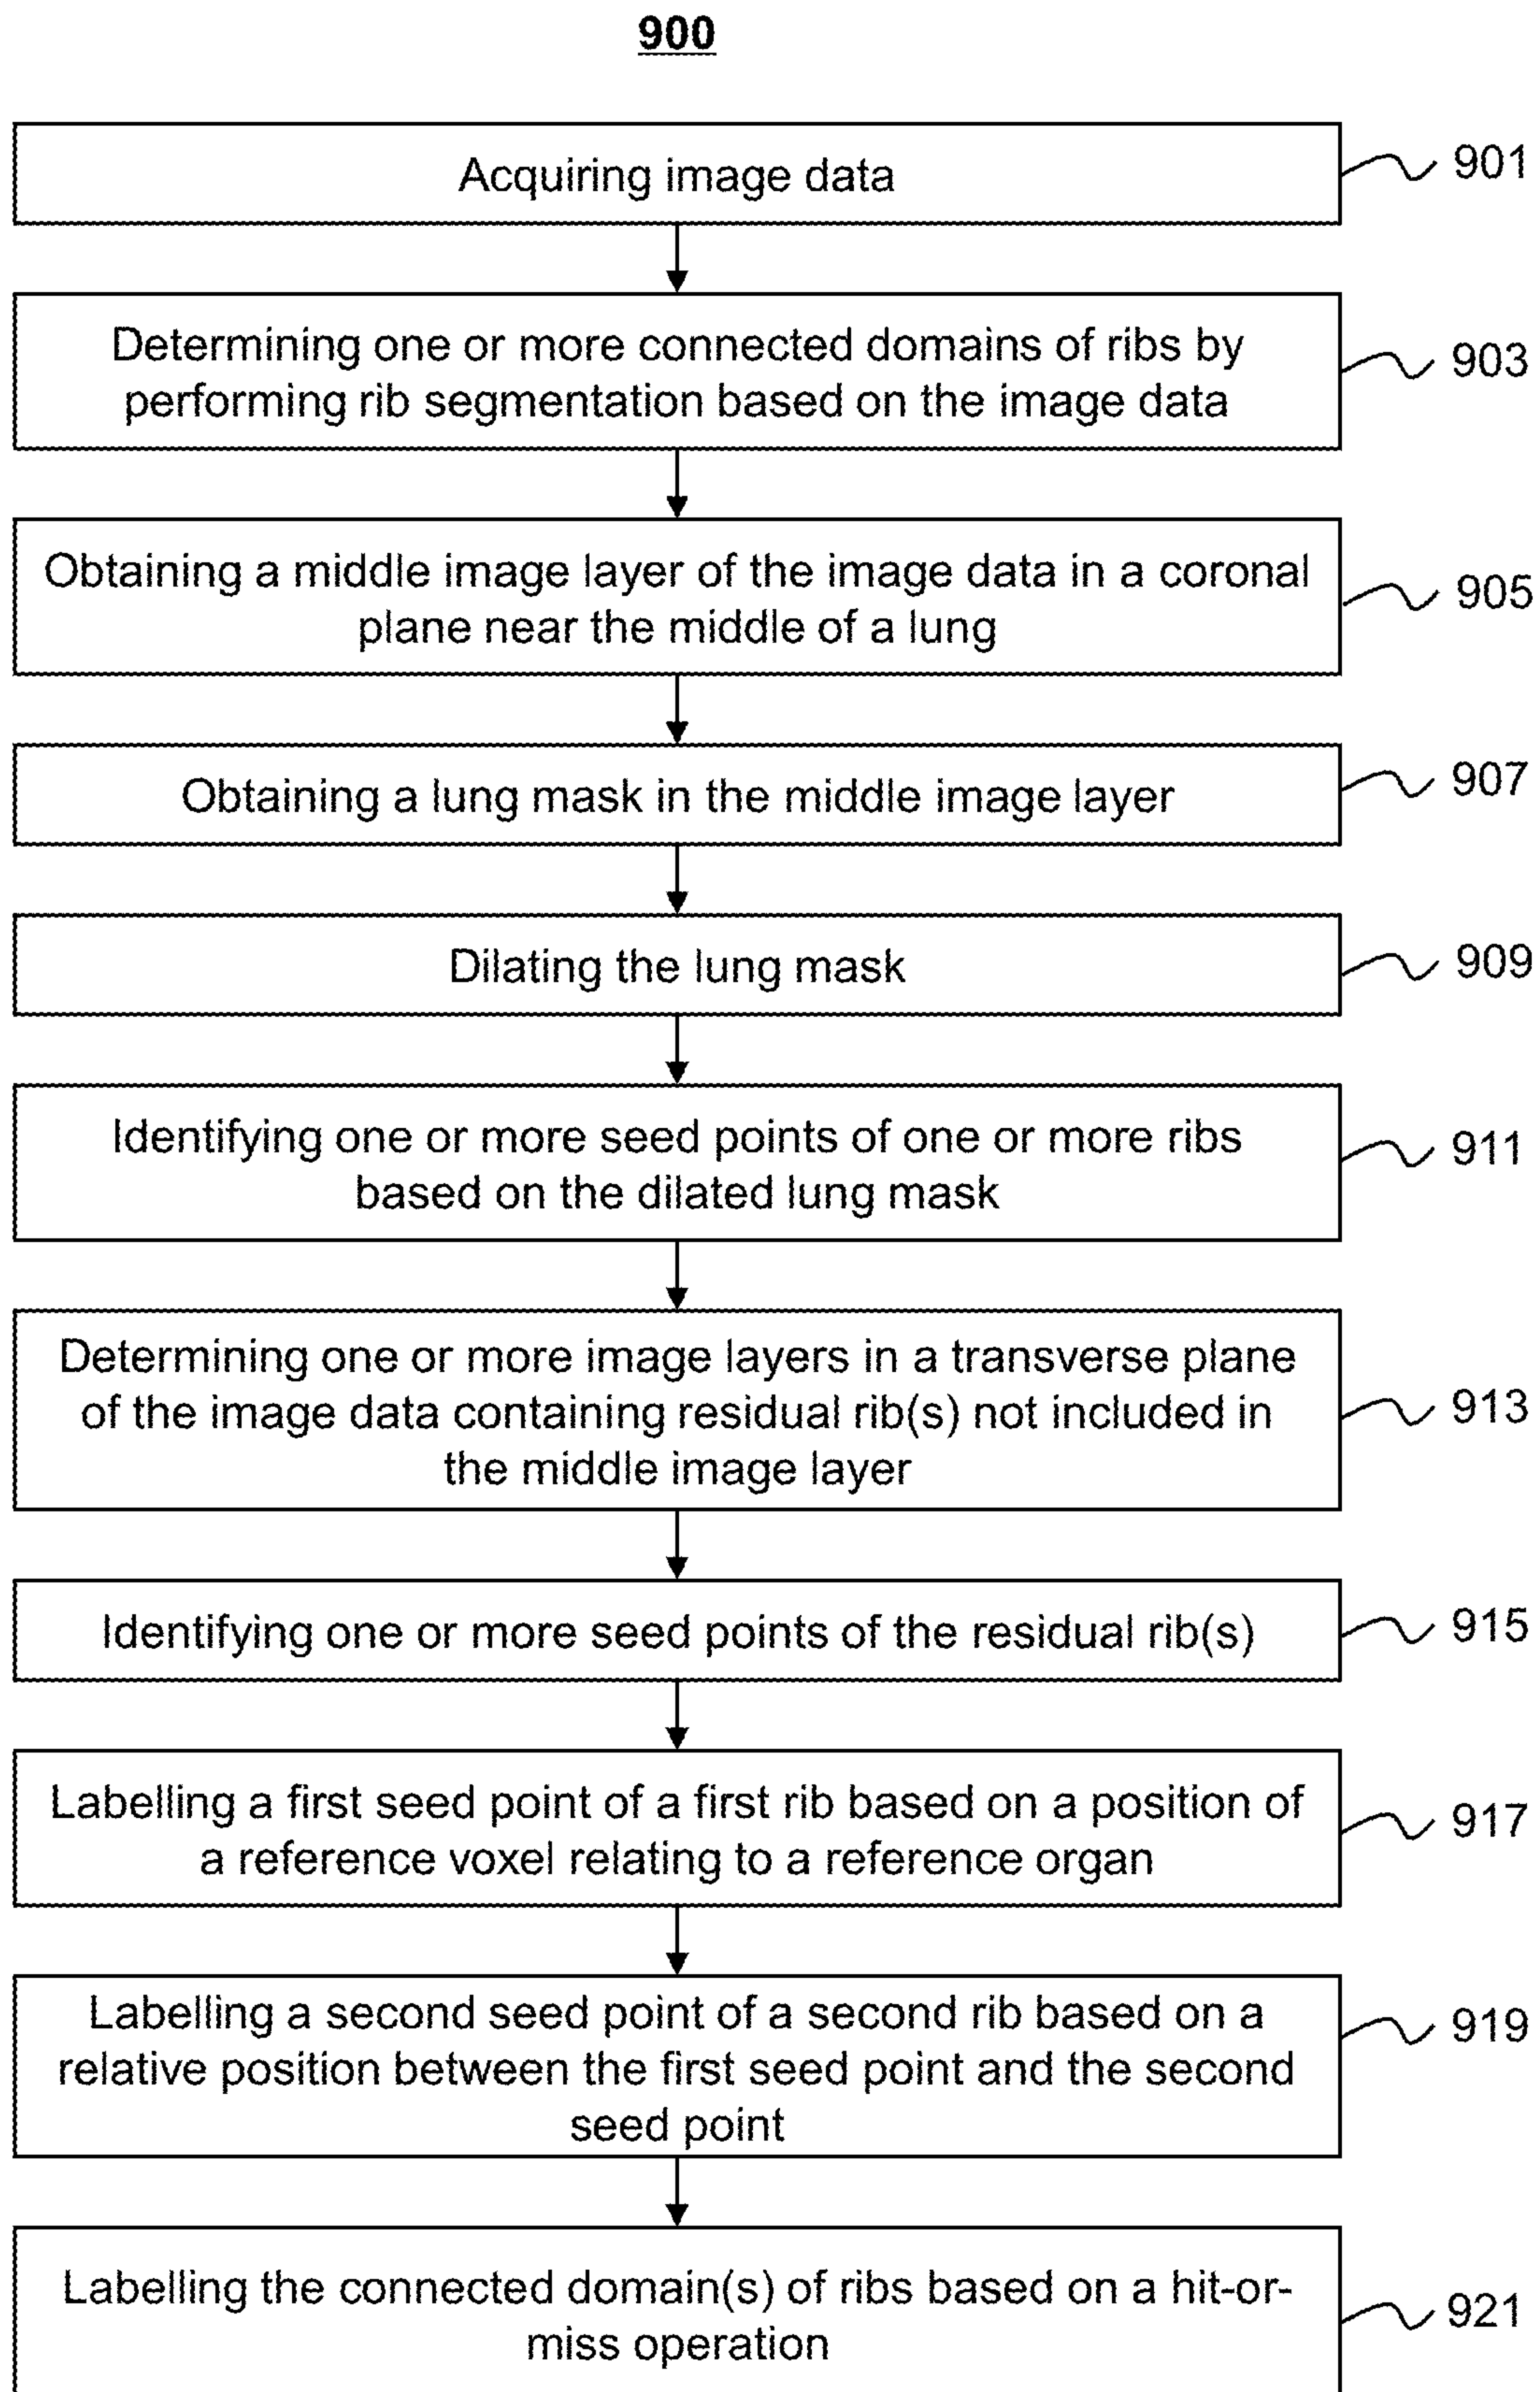 900
Acquiring image data
901
Determining one or more connected domains of ribs by
performing rib segmentation based on the image data
903
Obtaining a middle image layer of the image data in a coronal
plane near the middle of a lung
905
Obtaining a lung mask in the middle image layer
907
Dilating the lung mask
909
Identifying one or more seed points of one or more ribs
based on the dilated lung mask
911
Determining one or more image layers in a transverse plane
of the image data containing residual rib(s) not included in
the middle image layer
913
Identifying one or more seed points of the residual rib(s)
915
Labelling a first seed point of a first rib based on a position of
a reference voxel relating to a reference organ
917
Labelling a second seed point of a second rib based on a
relative position between the first seed point and the second
seed point
919
Labelling the connected domain(s) of ribs based on a hit-or-
miss operation
921